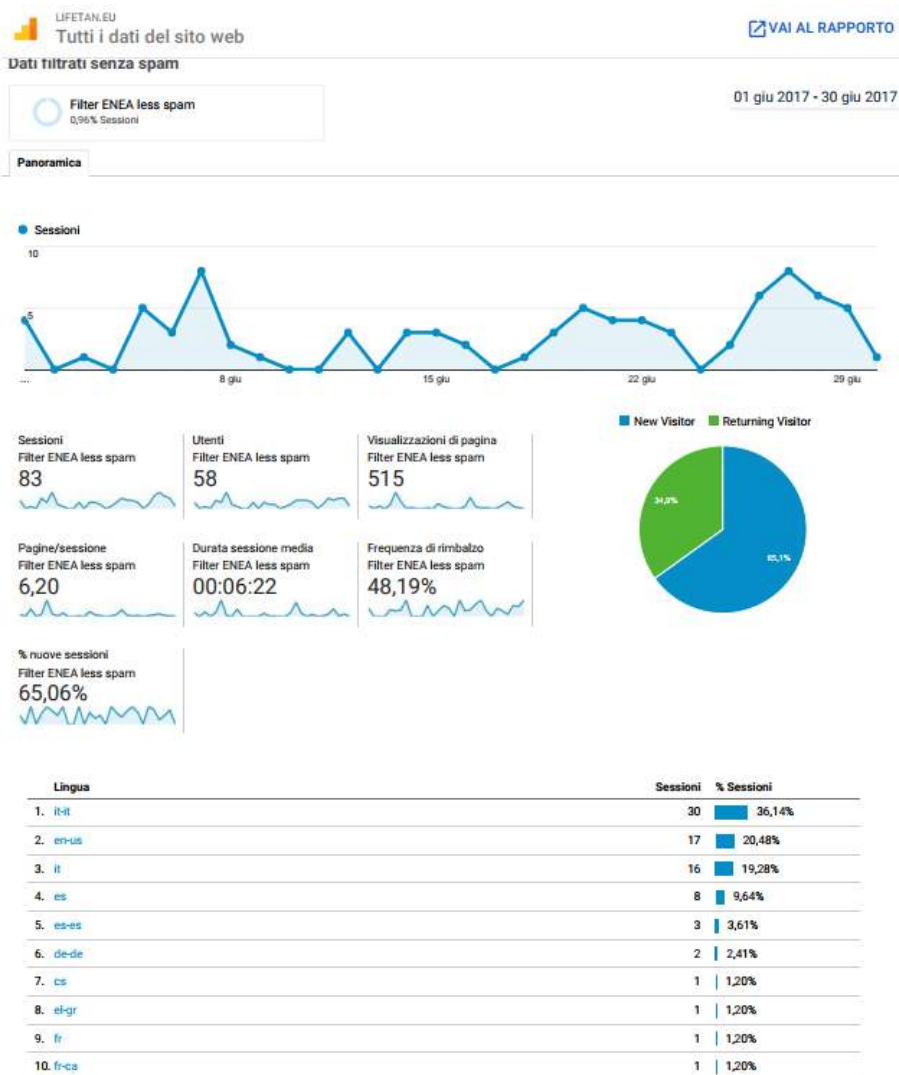 LIFETAN.EU
Tutti i dati del sito web
VAI AL RAPPORTO
Dati filtrati senza spam
Filter ENEA less spam
0,96% Sessioni
01 giu 2017 - 30 giu 2017
Panoramica
Sessioni
10
5
...
8 giu
15 giu
22 giu
29 giu
New Visitor
Returning Visitor
34,9%
65,1%
Sessioni
Filter ENEA less spam
83
Utenti
Filter ENEA less spam
58
Visualizzazioni di pagina
Filter ENEA less spam
515
Pagine/sessione
Filter ENEA less spam
6,20
Durata sessione media
Filter ENEA less spam
00:06:22
Frequenza di rimbalzo
Filter ENEA less spam
48,19%
% nuove sessioni
Filter ENEA less spam
65,06%
Lingua Sessioni % Sessioni
1. it-it 30 36,14%
2. en-us 17 20,48%
3. it 16 19,28%
4. es 8 9,64%
5. es-es 3 3,61%
6. de-de 2 2,41%
7. cs 1 1,20%
8. el-gr 1 1,20%
9. fr 1 1,20%
10. fr-ca 1 1,20%